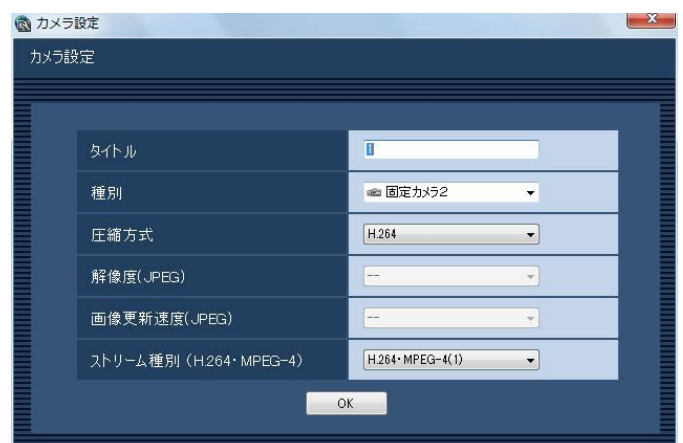 カメラ設定
カメラ設定
タイトル 1
種別 固定カメラ2
圧縮方式 H.264
解像度(JPEG) --
画像更新速度(JPEG) --
ストリーム種別 (H.264・MPEG-4) H.264・MPEG-4(1)
OK